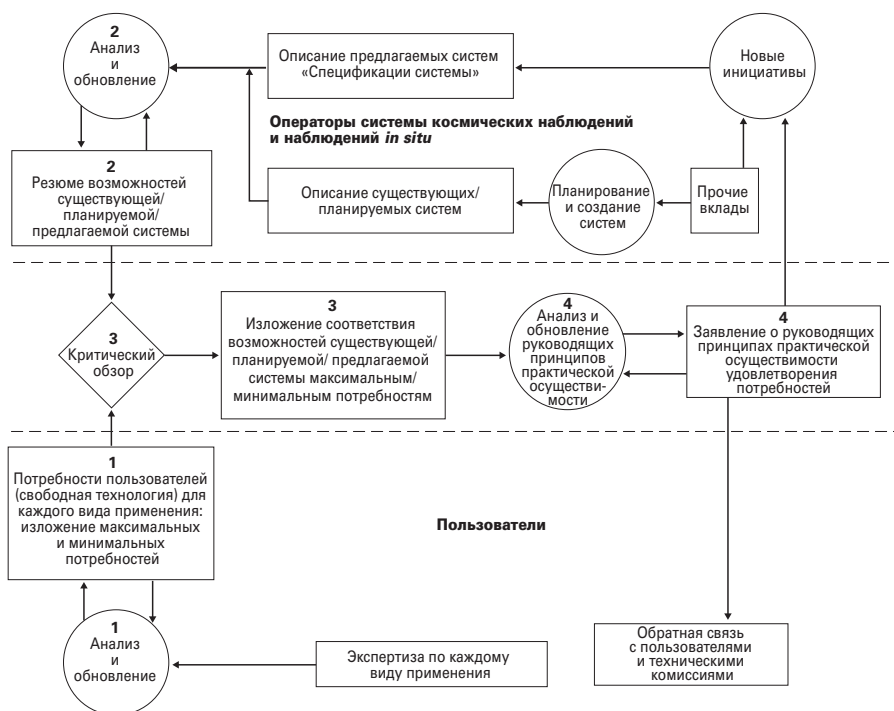 2
Анализ
и
обновление
Описание предлагаемых систем
«Спецификации системы»
Новые
инициативы
Операторы системы космических наблюдений
и наблюдений in situ
2
Резюме возможностей
существующей/
планируемой/
предлагаемой системы
Описание существующих/
планируемых систем
Планирование
и создание
систем
Прочие
вклады
3
Критический
обзор
3
Изложение соответствия
возможностей существующей/
планируемой/ предлагаемой
системы максимальным/
минимальным потребностям
4
Анализ и
обновление
руководящих
принципов
практической
осуществи-
мости
4
Заявление о руководящих
принципах практической
осуществимости
удовлетворения
потребностей
1
Потребности пользователей
(свободная технология) для
каждого вида применения:
изложение максимальных
и минимальных
потребностей
Пользователи
1
Анализ
и
обновление
Экспертиза по каждому
виду применения
Обратная связь
с пользователями
и техническими
комиссиями